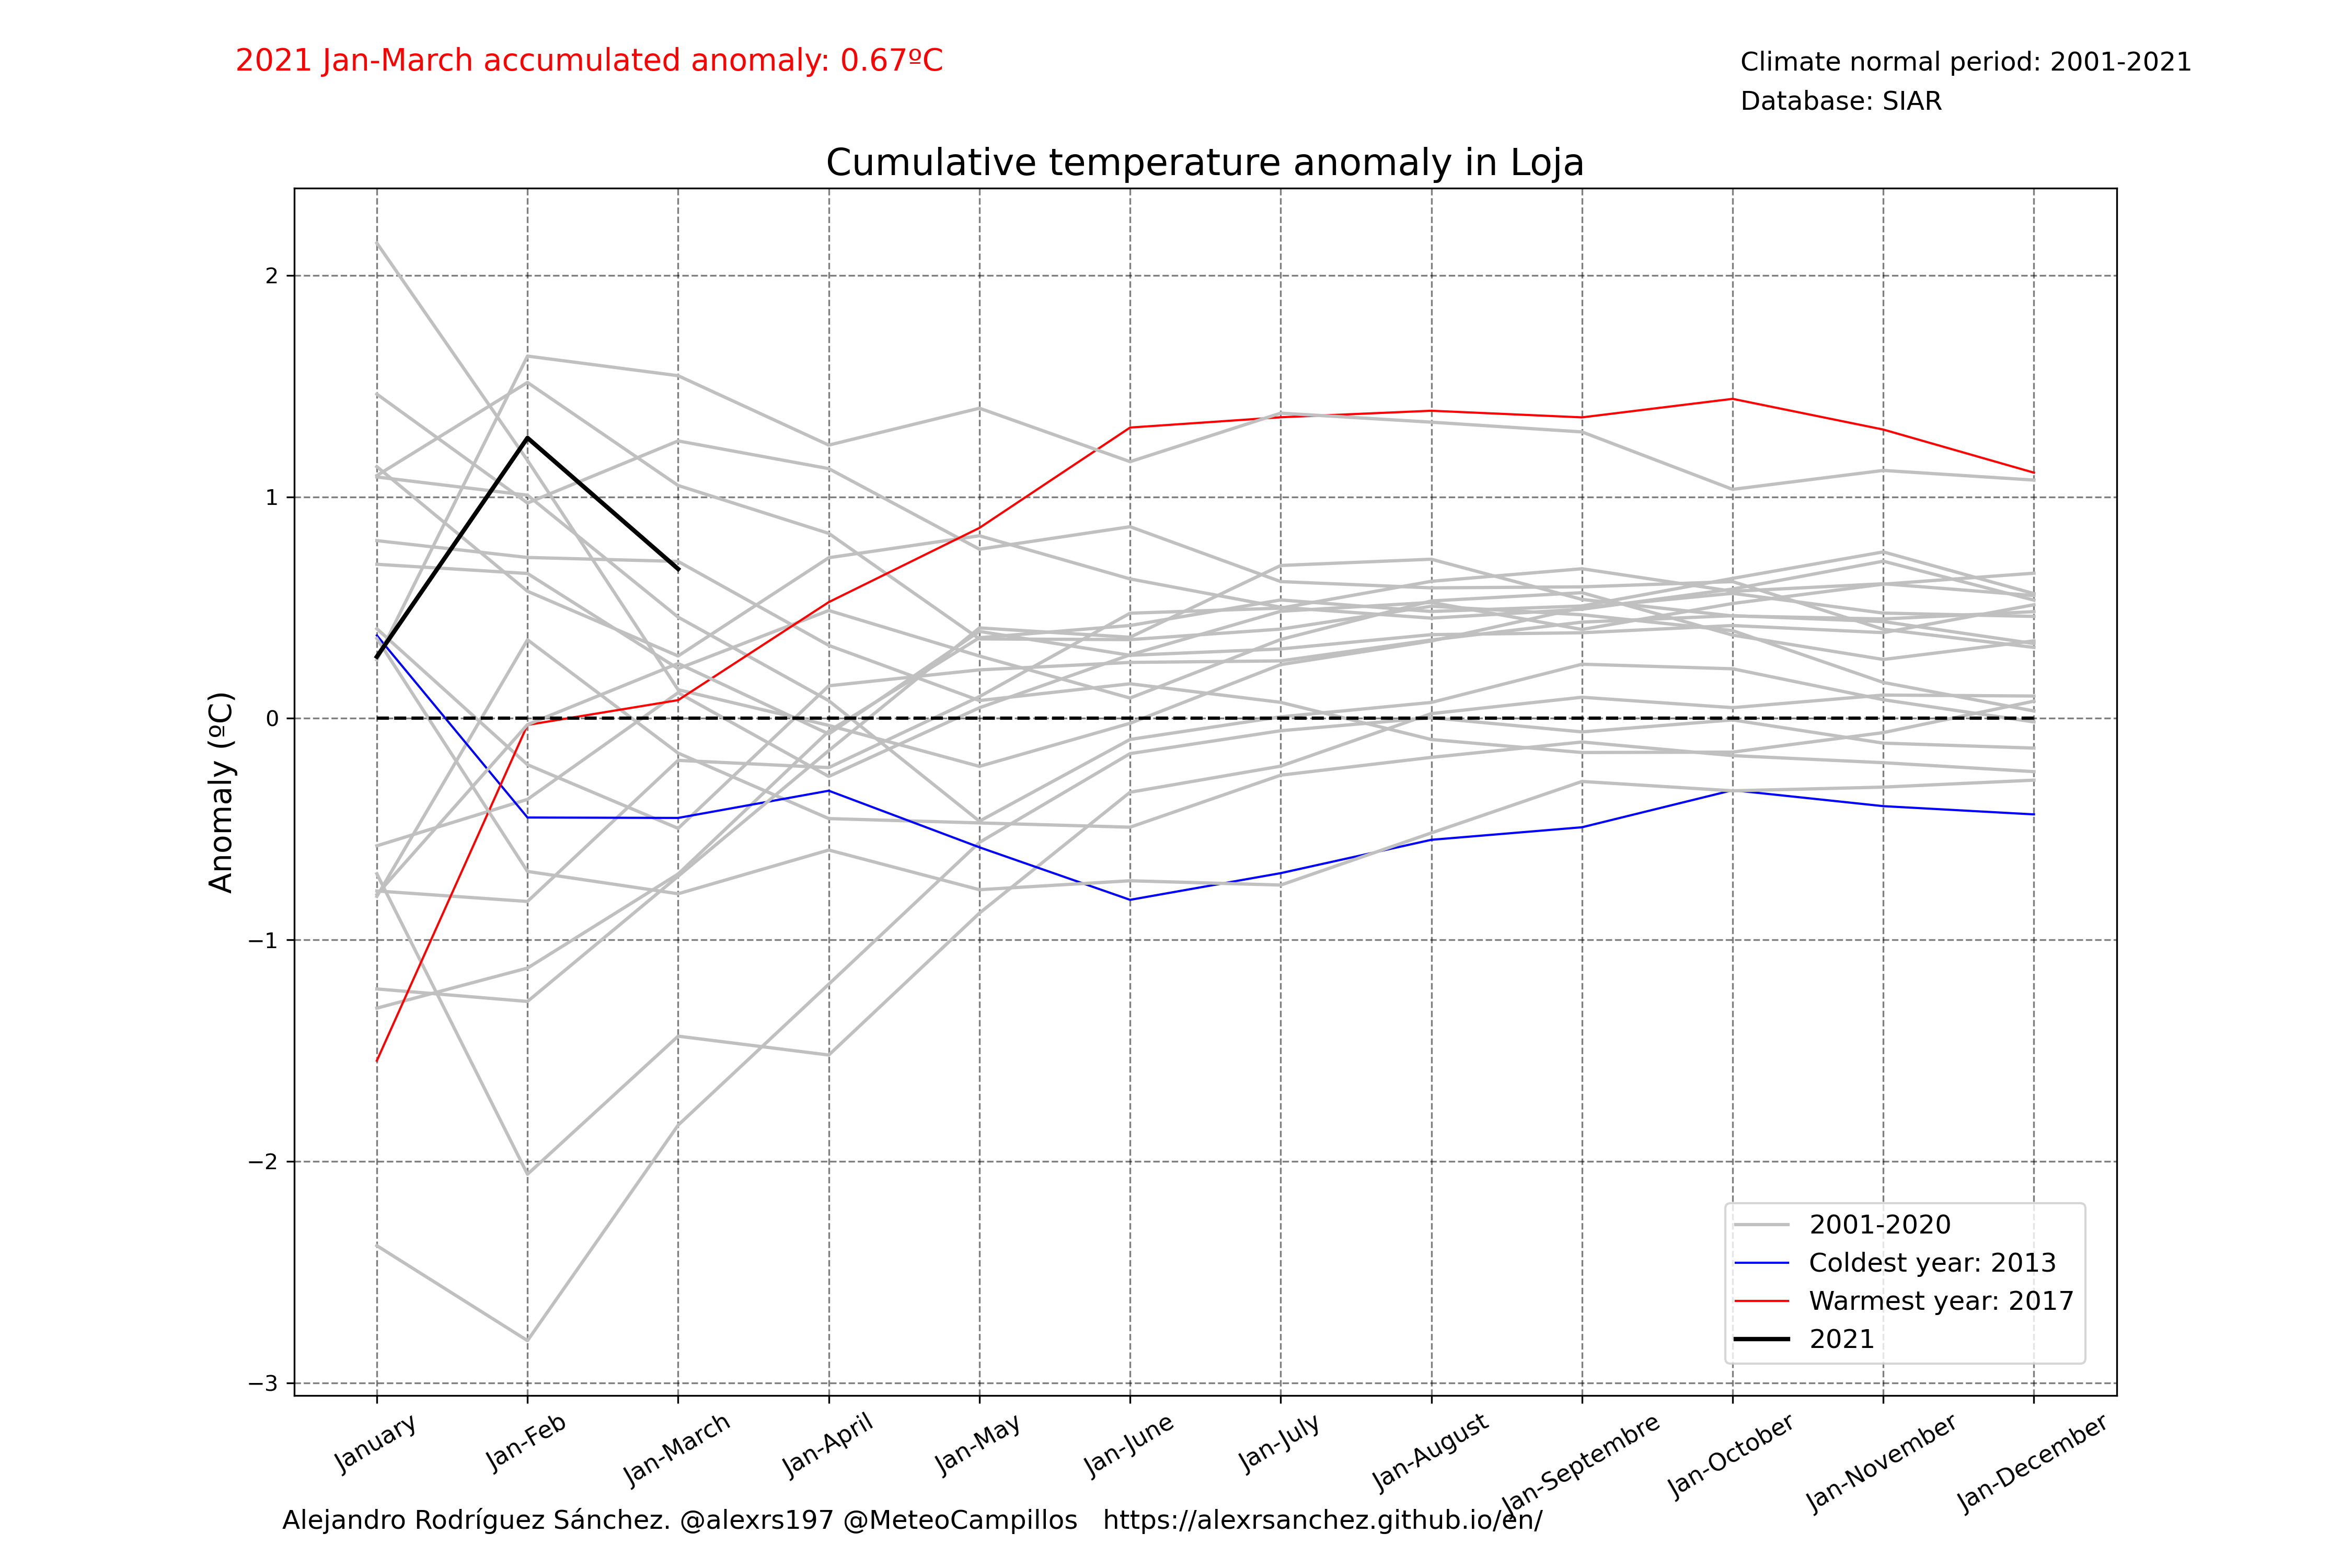 2021 Jan-March accumulated anomaly: 0.67ºC
Climate normal period: 2001-2021
Database: SIAR
Cumulative temperature anomaly in Loja
Anomaly (ºC)
2
1
0
−1
−2
−3
2001-2020
Coldest year: 2013
Warmest year: 2017
2021
January
Jan-Feb
Jan-March
Jan-April
Jan-May
Jan-June
Jan-July
Jan-August
Jan-Septembre
Jan-October
Jan-November
Jan-December
Alejandro Rodríguez Sánchez. @alexrs197 @MeteoCampillos https://alexrsanchez.github.io/en/